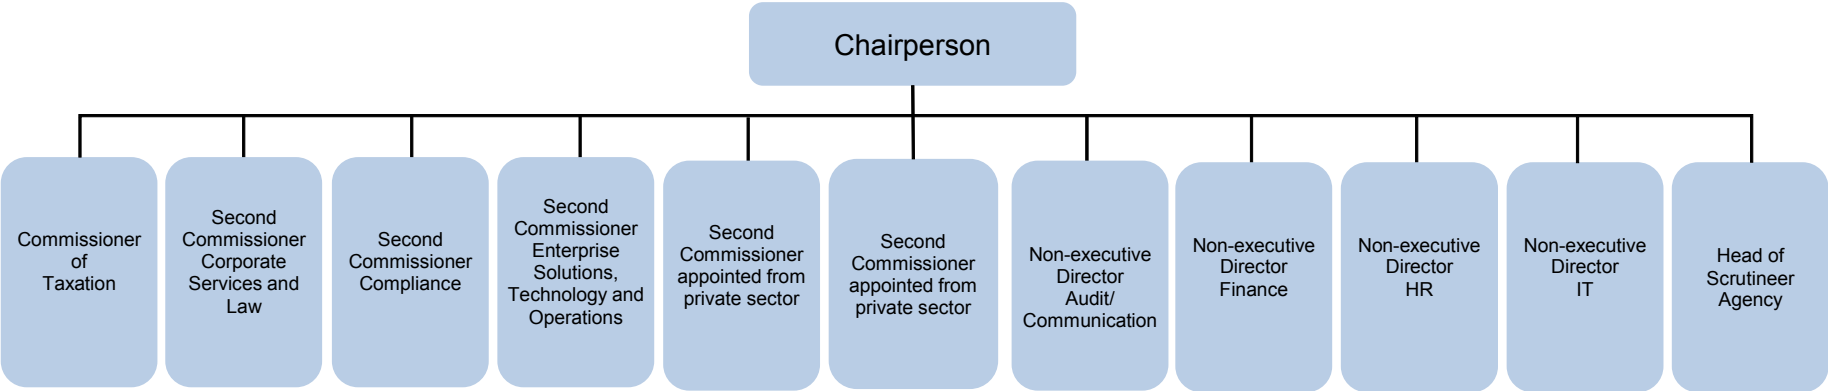 Chairperson
Commissioner
of
Taxation
Second
Commissioner
Corporate
Services and
Law
Second
Commissioner
Compliance
Second
Commissioner
Enterprise
Solutions,
Technology and
Operations
Second
Commissioner
appointed from
private sector
Second
Commissioner
appointed from
private sector
Non-executive
Director
Audit/
Communication
Non-executive
Director
Finance
Non-executive
Director
HR
Non-executive
Director
IT
Head of
Scrutineer
Agency